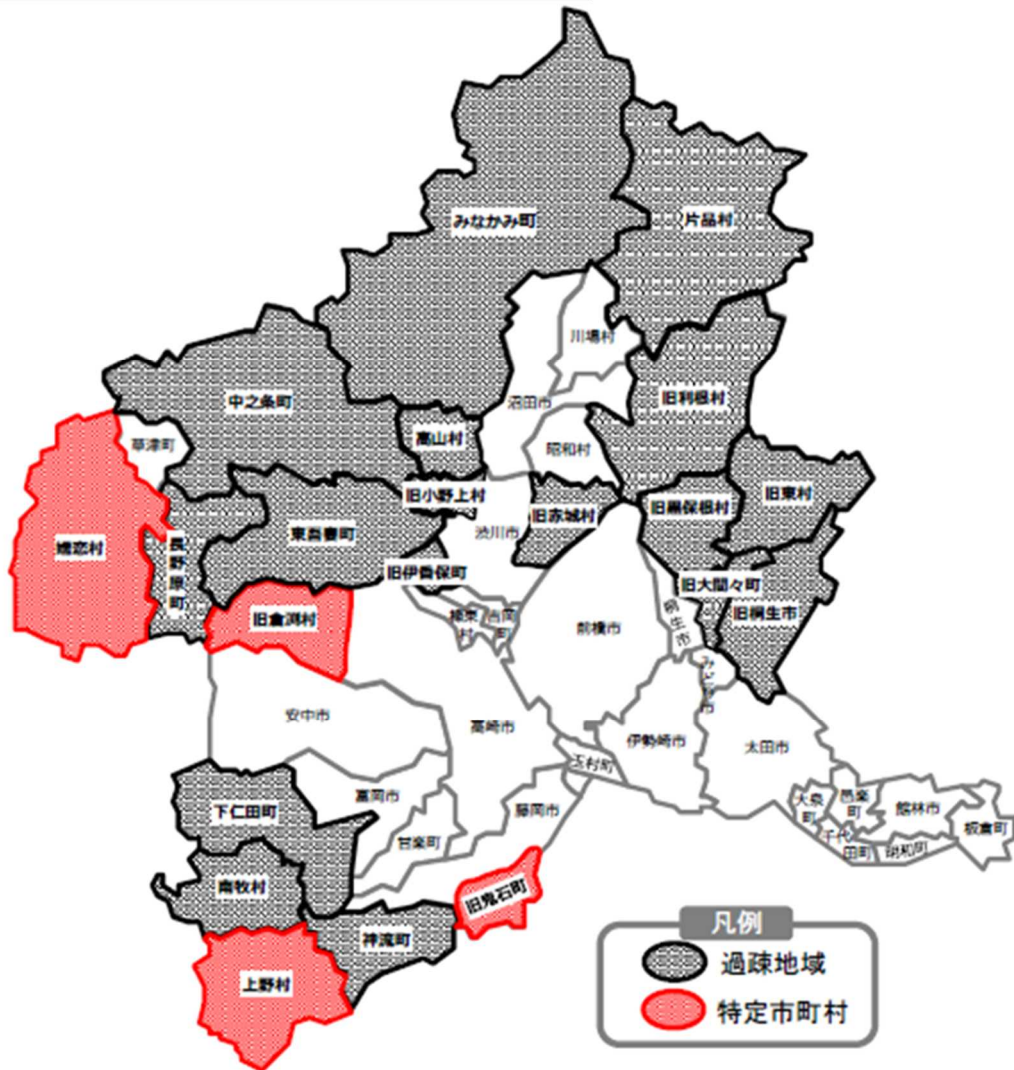 みなかみ町
片品村
川場村
旧利根村
中之条町
沼田市
高山村
草津町
昭和村
旧小野上村
旧赤城村
旧東村
旧黒保根村
東吾妻町
渋川市
嬬恋村
長野原町
旧伊香保町
旧大間々町
旧桐生市
旧倉渕村
榛東村
吉岡町
前橋市
桐生市
みどり市
安中市
高崎市
伊勢崎市
太田市
玉村町
下仁田町
富岡市
藤岡市
甘楽町
大泉町
邑楽町
館林市
板倉町
千代田町
明和町
南牧村
旧鬼石町
神流町
上野村
凡例
過疎地域
特定市町村